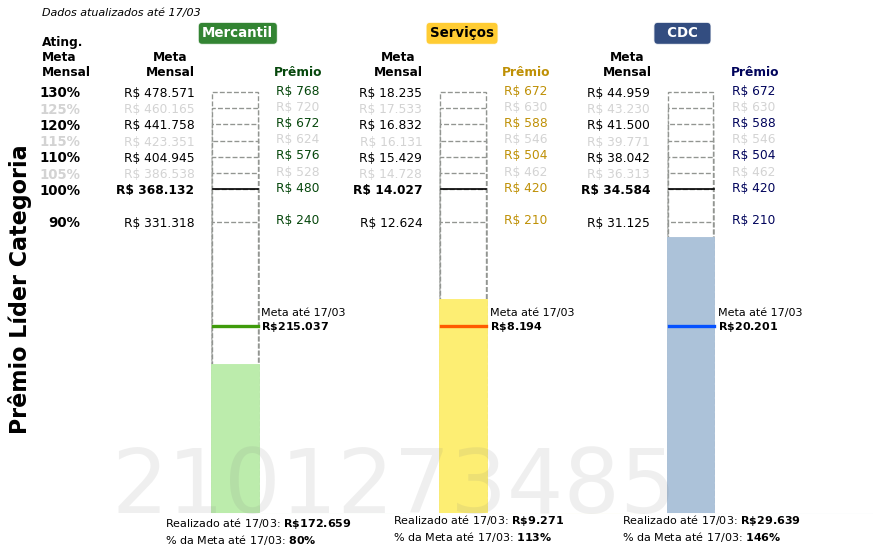 Dados atualizados até 17/03
Mercantil Serviços CDC
Ating. Meta Mensal Meta Mensal Prêmio Meta Mensal Prêmio Meta Mensal Prêmio
130% R$ 478.571 R$ 768 R$ 18.235 R$ 672 R$ 44.959 R$ 672
125% R$ 460.165 R$ 720 R$ 17.533 R$ 630 R$ 43.230 R$ 630
120% R$ 441.758 R$ 672 R$ 16.832 R$ 588 R$ 41.500 R$ 588
115% R$ 423.351 R$ 624 R$ 16.131 R$ 546 R$ 39.771 R$ 546
110% R$ 404.945 R$ 576 R$ 15.429 R$ 504 R$ 38.042 R$ 504
105% R$ 386.538 R$ 528 R$ 14.728 R$ 462 R$ 36.313 R$ 462
100% R$ 368.132 R$ 480 R$ 14.027 R$ 420 R$ 34.584 R$ 420
90% R$ 331.318 R$ 240 R$ 12.624 R$ 210 R$ 31.125 R$ 210
Prêmio Líder Categoria
Meta até 17/03 Meta até 17/03 Meta até 17/03
R$215.037 R$8.194 R$20.201
2101273485
Realizado até 17/03: R$172.659 Realizado até 17/03: R$9.271 Realizado até 17/03: R$29.639
% da Meta até 17/03: 80% % da Meta até 17/03: 113% % da Meta até 17/03: 146%